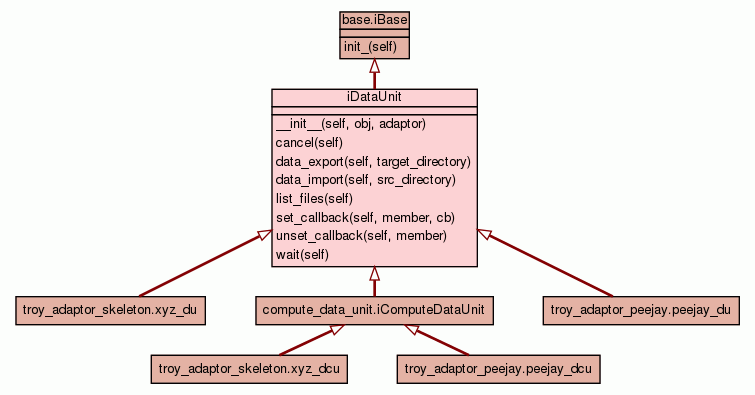 base.iBase
init_(self)
iDataUnit
__init__(self, obj, adaptor)
cancel(self)
data_export(self, target_directory)
data_import(self, src_directory)
list_files(self)
set_callback(self, member, cb)
unset_callback(self, member)
wait(self)
troy_adaptor_skeleton.xyz_du
compute_data_unit.iComputeDataUnit
troy_adaptor_peejay.peejay_du
troy_adaptor_skeleton.xyz_dcu
troy_adaptor_peejay.peejay_dcu